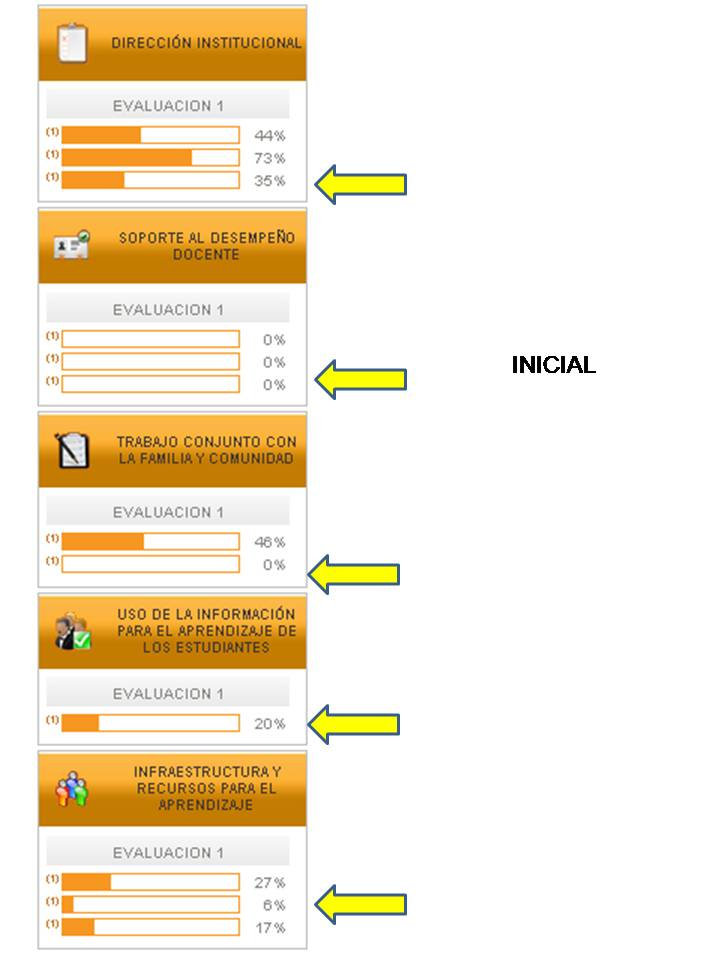 DIRECCIÓN INSTITUCIONAL
EVALUACION 1
(1) 44%
(1) 73%
(1) 35%
SOPORTE AL DESEMPEÑO
DOCENTE
EVALUACION 1
(1) 0%
(1) 0%
(1) 0%
INICIAL
TRABAJO CONJUNTO CON
LA FAMILIA Y COMUNIDAD
EVALUACION 1
(1) 46%
(1) 0%
USO DE LA INFORMACIÓN
PARA EL APRENDIZAJE DE
LOS ESTUDIANTES
EVALUACION 1
(1) 20%
INFRAESTRUCTURA Y
RECURSOS PARA EL
APRENDIZAJE
EVALUACION 1
(1) 27%
(1) 6%
(1) 17%